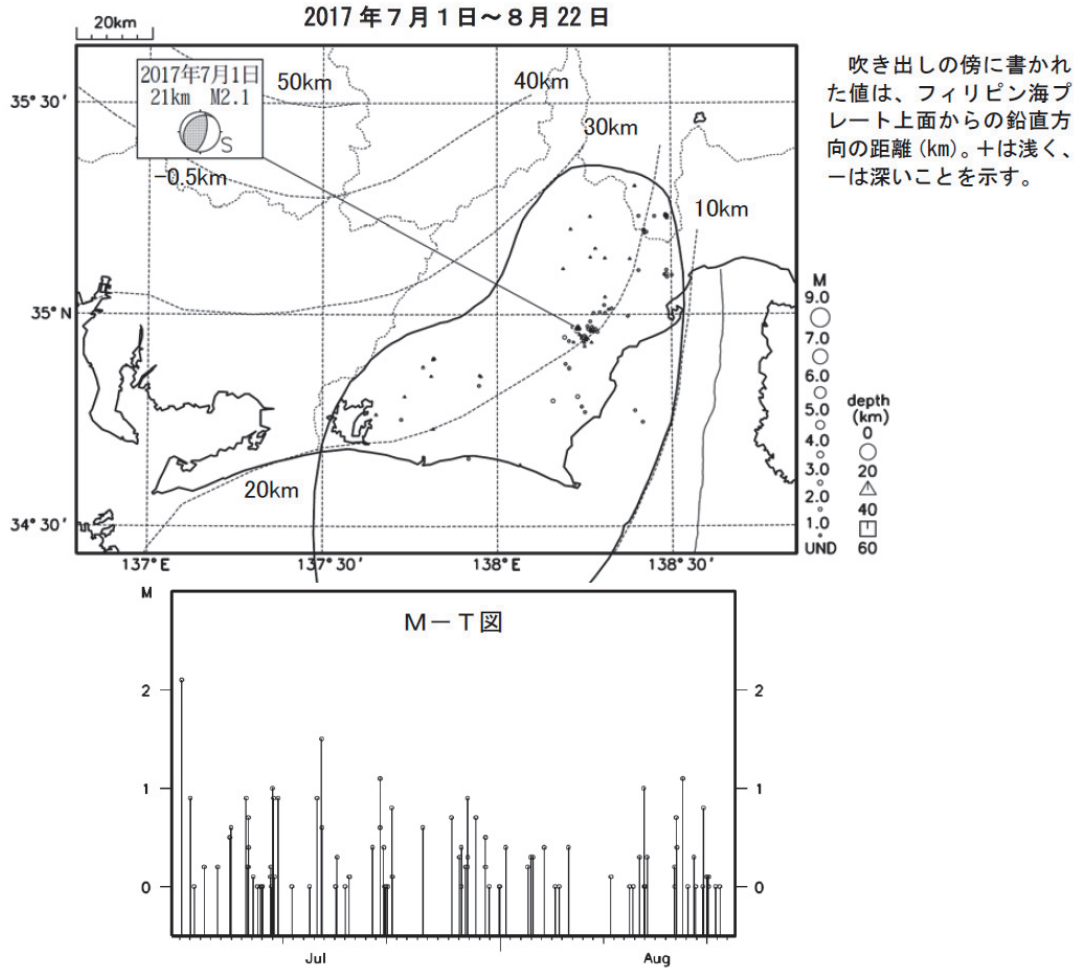 2017年7月1日～8月22日
20km
2017年7月1日
21km M2.1
S
-0.5km
50km
40km
30km
10km
20km
35°30'
35°N
34°30'
137°E
137°30'
138°E
138°30'
吹き出しの傍に書かれ
た値は、フィリピン海プ
レート上面からの鉛直方
向の距離(km)。＋は浅く、
－は深いことを示す。
M
9.0
7.0
6.0
5.0
4.0
3.0
2.0
1.0
UND
depth
(km)
0
20
40
60
M
M－T図
2
1
0
2
1
0
Jul
Aug